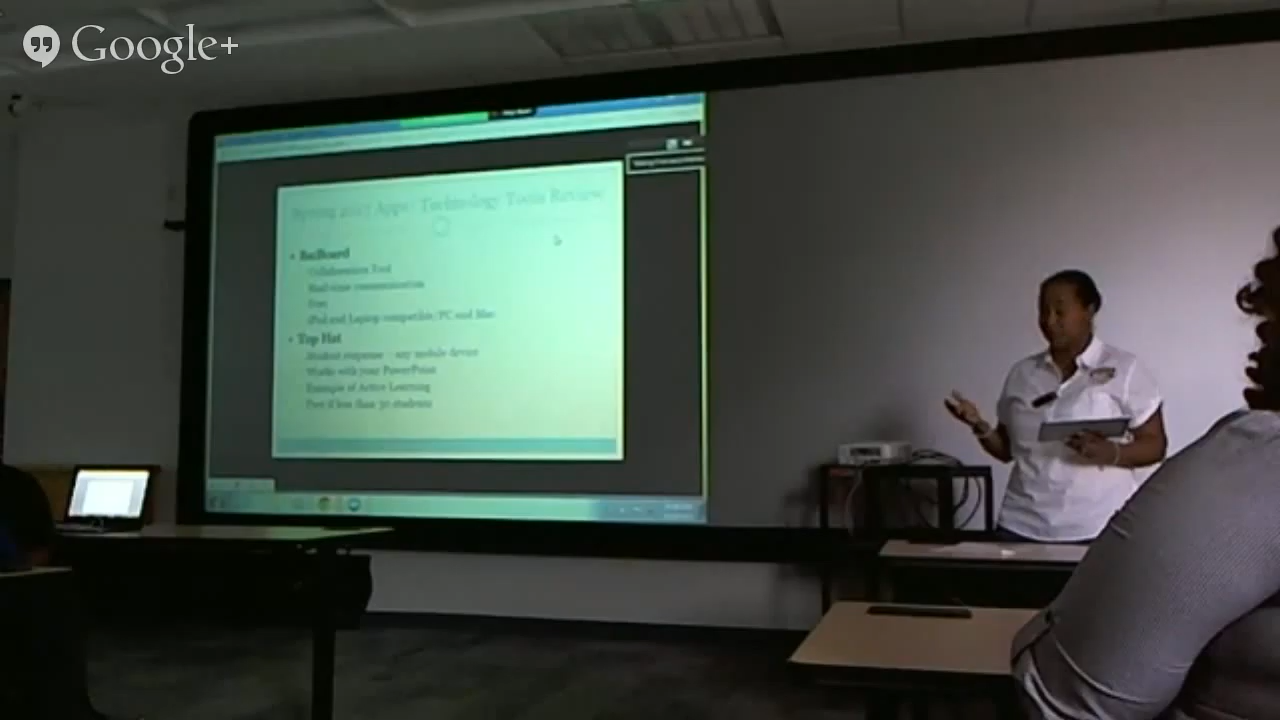 Google+
Spring 2017 Apps/Technology Tools Review
• BaiBoard
Collaboration Tool
Real-time communication
Free
iPad and Laptop compatible/PC and Mac
• Top Hat
Student response – any mobile device
Works with your PowerPoint
Example of Active Learning
Free if less than 30 students